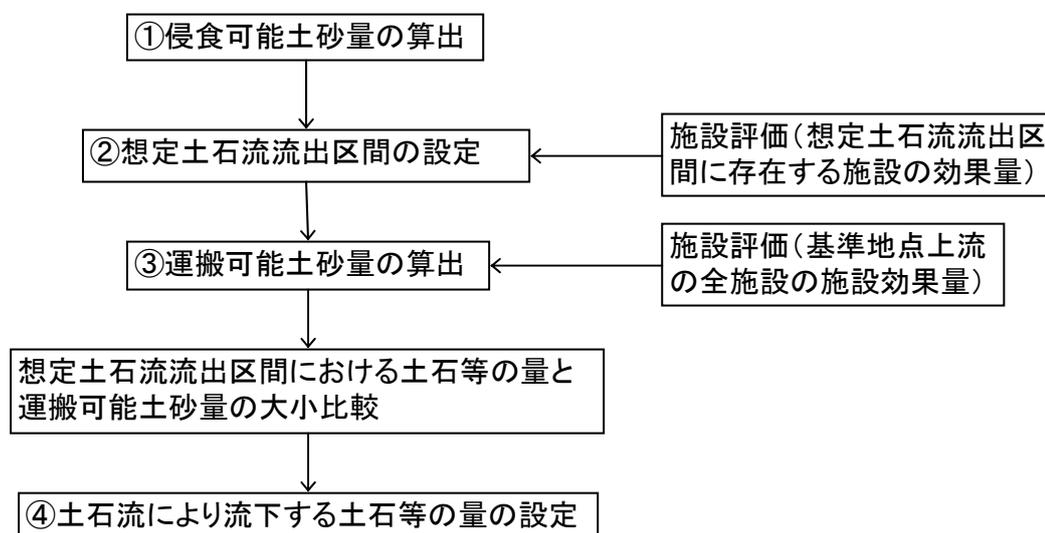 ①侵食可能土砂量の算出
②想定土石流流出区間の設定
施設評価（想定土石流流出区
間に存在する施設の効果量）
③運搬可能土砂量の算出
施設評価（基準地点上流
の全施設の施設効果量）
想定土石流流出区間における土石等の量と
運搬可能土砂量の大小比較
④土石流により流下する土石等の量の設定